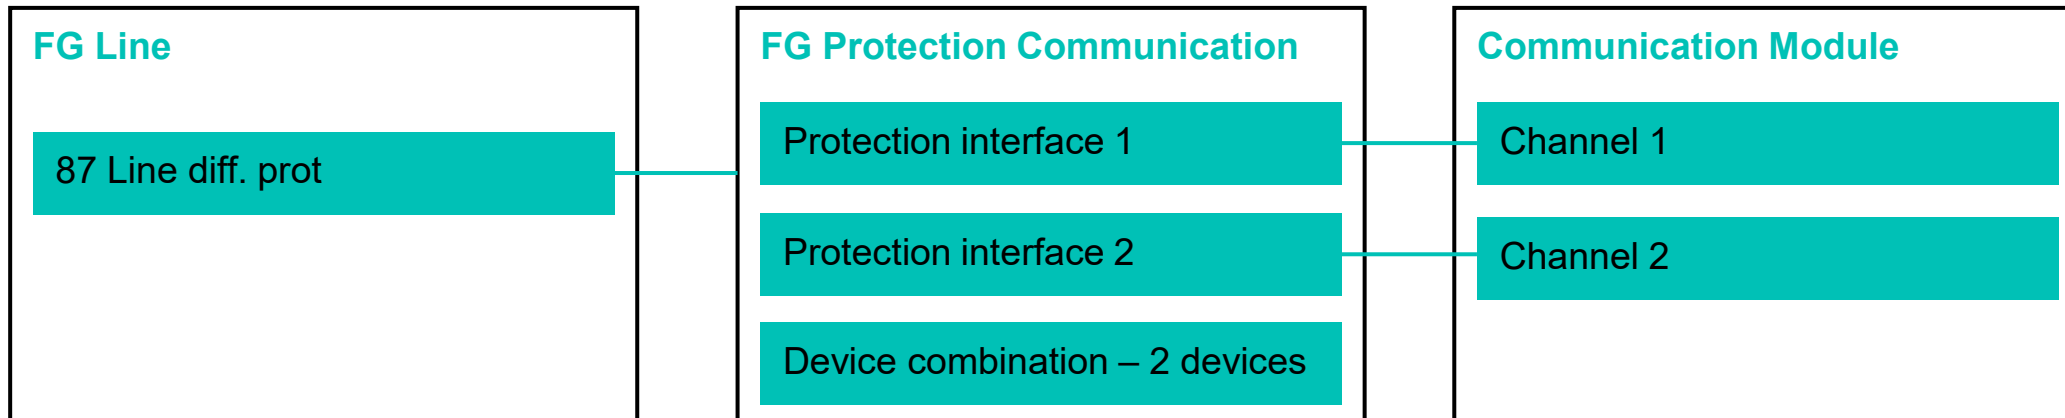 FG Line
87 Line diff. prot
FG Protection Communication
Protection interface 1
Protection interface 2
Device combination – 2 devices
Communication Module
Channel 1
Channel 2